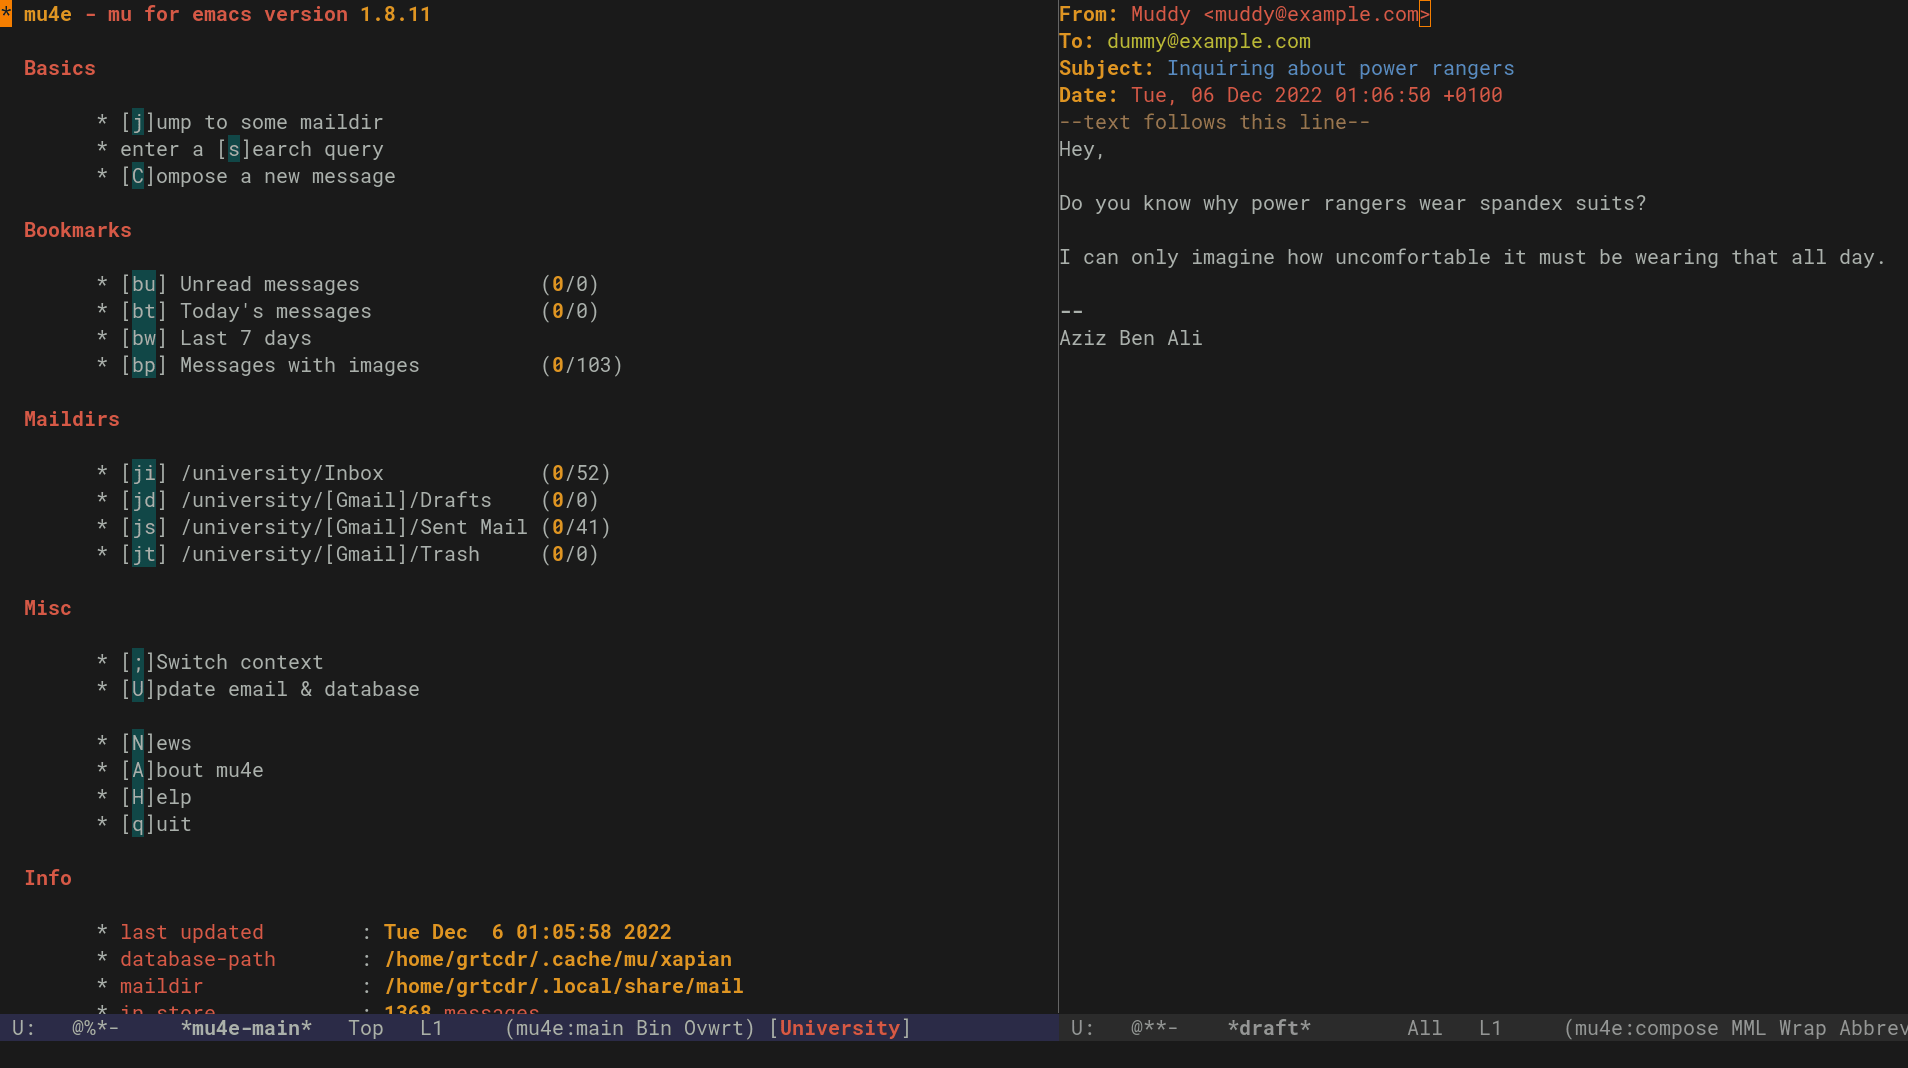 * mu4e - mu for emacs version 1.8.11
Basics
* [j]ump to some maildir
* enter a [s]earch query
* [C]ompose a new message
Bookmarks
* [bu] Unread messages (0/0)
* [bt] Today's messages (0/0)
* [bw] Last 7 days
* [bp] Messages with images (0/103)
Maildirs
* [ji] /university/Inbox (0/52)
* [jd] /university/[Gmail]/Drafts (0/0)
* [js] /university/[Gmail]/Sent Mail (0/41)
* [jt] /university/[Gmail]/Trash (0/0)
Misc
* [;]Switch context
* [U]pdate email & database
* [N]ews
* [A]bout mu4e
* [H]elp
* [q]uit
Info
* last updated : Tue Dec  6 01:05:58 2022
* database-path : /home/grtcdr/.cache/mu/xapian
* maildir : /home/grtcdr/.local/share/mail
* in store : 1368 messages
U: @%*- *mu4e-main* Top L1 (mu4e:main Bin Ovwrt) [University]
From: Muddy <muddy@example.com>
To: dummy@example.com
Subject: Inquiring about power rangers
Date: Tue, 06 Dec 2022 01:06:50 +0100
--text follows this line--
Hey,
Do you know why power rangers wear spandex suits?
I can only imagine how uncomfortable it must be wearing that all day.
--
Aziz Ben Ali
U: @**- *draft* All L1 (mu4e:compose MML Wrap Abbrev